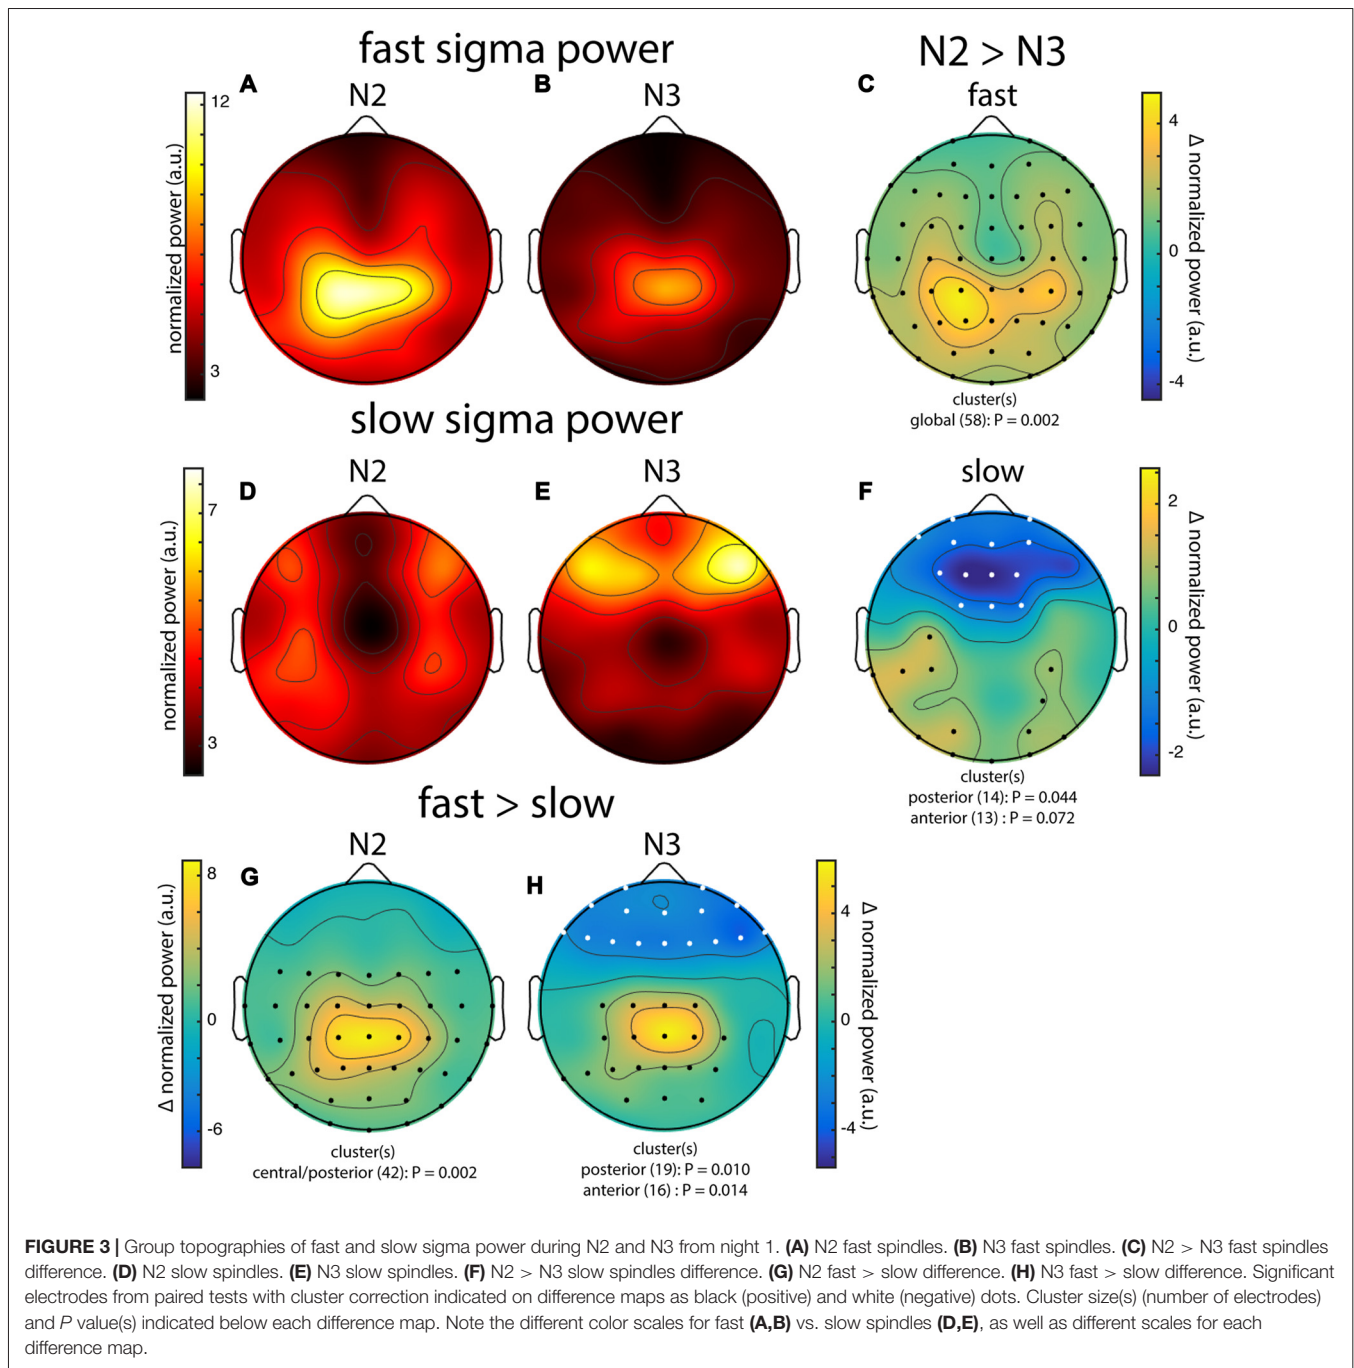 fast sigma power
N2 > N3
A
N2
B
N3
C
fast
12
3
normalized power (a.u.)
4
0
-4
Δ normalized power (a.u.)
cluster(s)
global (58): P = 0.002
slow sigma power
D
N2
E
N3
F
slow
7
3
normalized power (a.u.)
2
0
-2
Δ normalized power (a.u.)
cluster(s)
posterior (14): P = 0.044
anterior (13) : P = 0.072
fast > slow
G
N2
H
N3
8
0
-6
Δ normalized power (a.u.)
4
0
-4
Δ normalized power (a.u.)
cluster(s)
central/posterior (42): P = 0.002
cluster(s)
posterior (19): P = 0.010
anterior (16) : P = 0.014
FIGURE 3 | Group topographies of fast and slow sigma power during N2 and N3 from night 1. (A) N2 fast spindles. (B) N3 fast spindles. (C) N2 > N3 fast spindles
difference. (D) N2 slow spindles. (E) N3 slow spindles. (F) N2 > N3 slow spindles difference. (G) N2 fast > slow difference. (H) N3 fast > slow difference. Significant
electrodes from paired tests with cluster correction indicated on difference maps as black (positive) and white (negative) dots. Cluster size(s) (number of electrodes)
and P value(s) indicated below each difference map. Note the different color scales for fast (A,B) vs. slow spindles (D,E), as well as different scales for each
difference map.